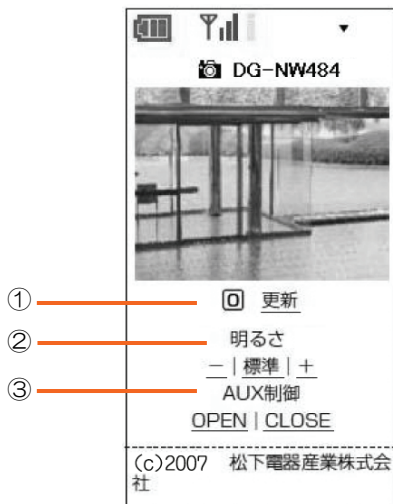 DG-NW484
① 0 更新
② 明るさ
－ | 標準 | ＋
③ AUX制御
OPEN | CLOSE
(c)2007 松下電器産業株式会
社